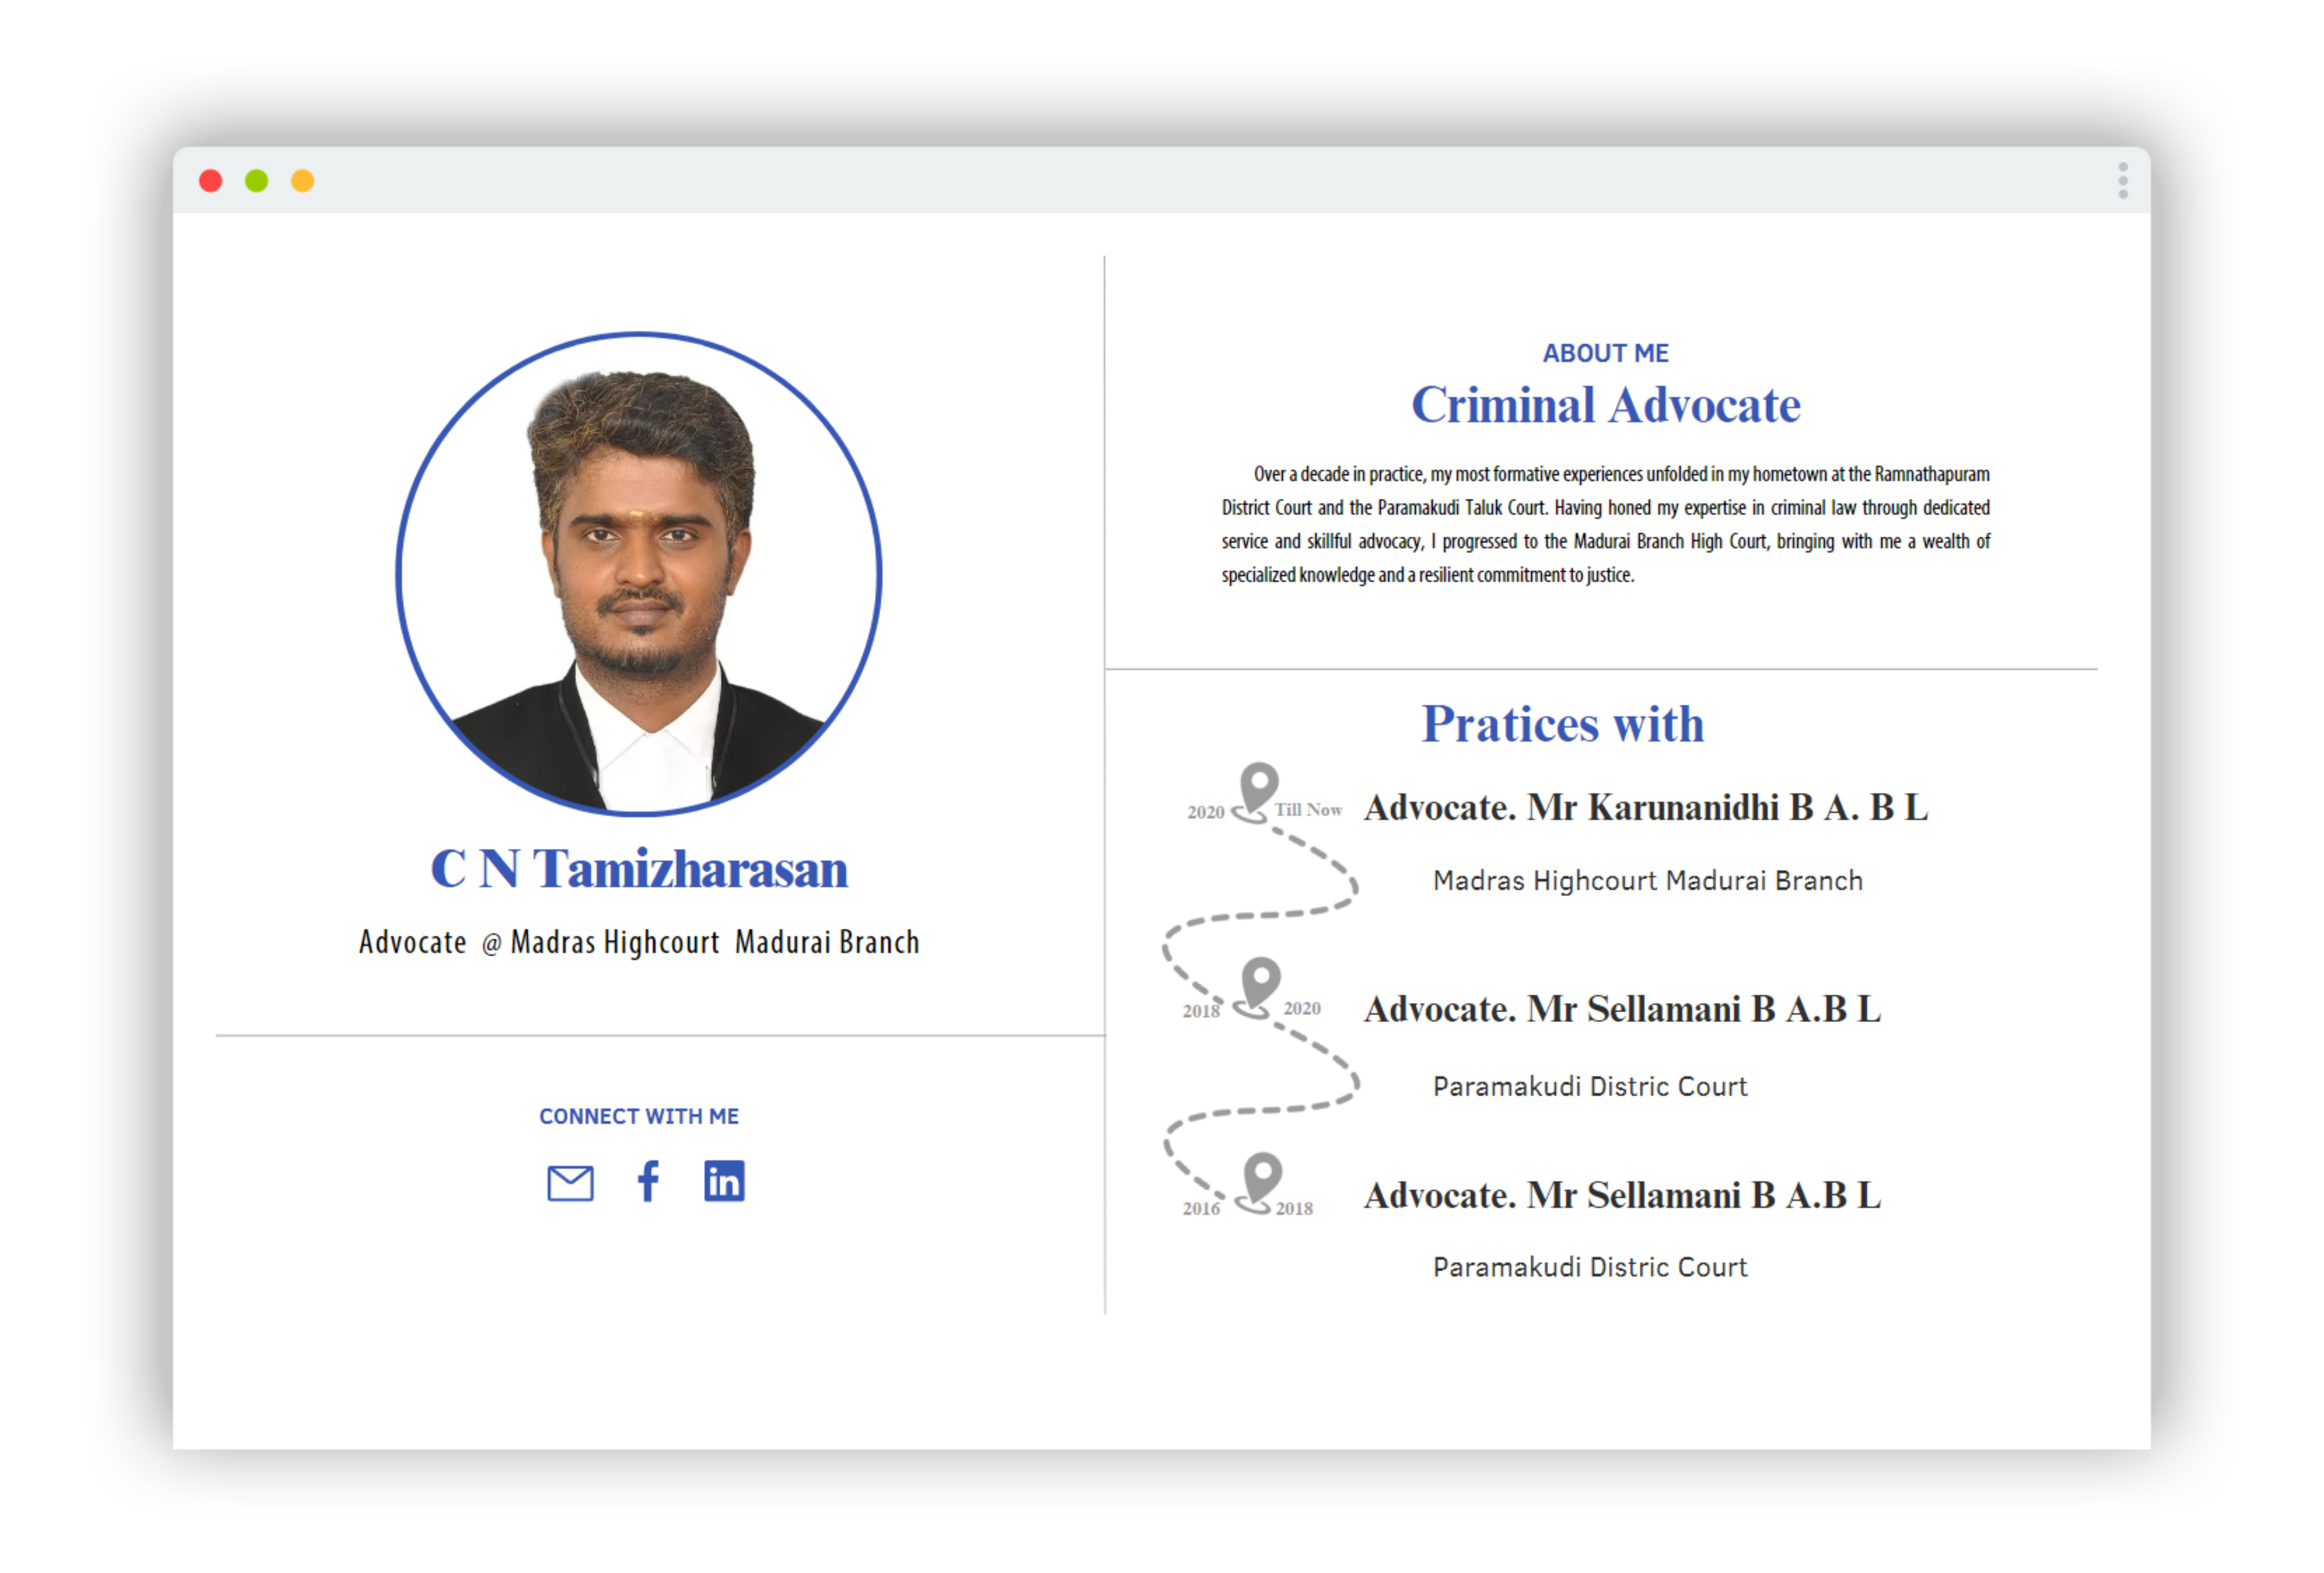 C N Tamizharasan
Advocate @ Madras Highcourt Madurai Branch
CONNECT WITH ME
in
ABOUT ME
Criminal Advocate
Over a decade in practice, my most formative experiences unfolded in my hometown at the Ramnathapuram
District Court and the Paramakudi Taluk Court. Having honed my expertise in criminal law through dedicated
service and skillful advocacy, I progressed to the Madurai Branch High Court, bringing with me a wealth of
specialized knowledge and a resilient commitment to justice.
Pratices with
2020 Till Now Advocate. Mr Karunanidhi B A. B L
Madras Highcourt Madurai Branch
2018 2020 Advocate. Mr Sellamani B A.B L
Paramakudi Distric Court
2016 2018 Advocate. Mr Sellamani B A.B L
Paramakudi Distric Court